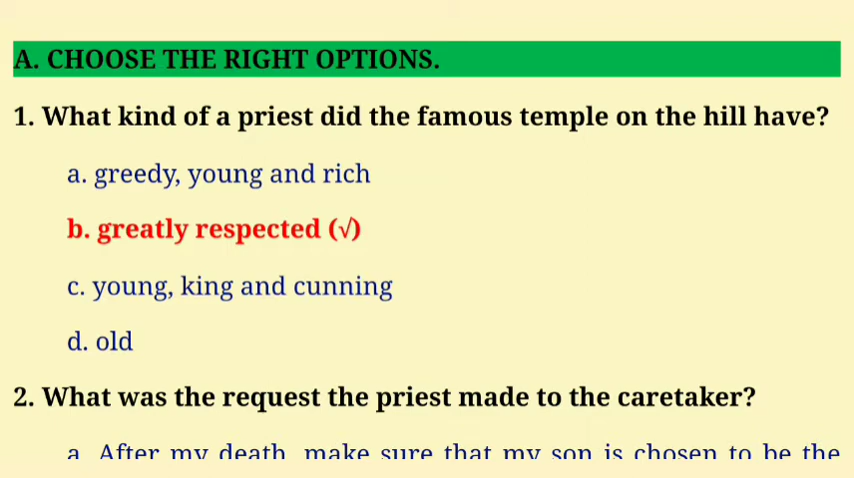 A. CHOOSE THE RIGHT OPTIONS.
1. What kind of a priest did the famous temple on the hill have?
a. greedy, young and rich
b. greatly respected (√)
c. young, king and cunning
d. old
2. What was the request the priest made to the caretaker?
a. After my death, make sure that my son is chosen to be the